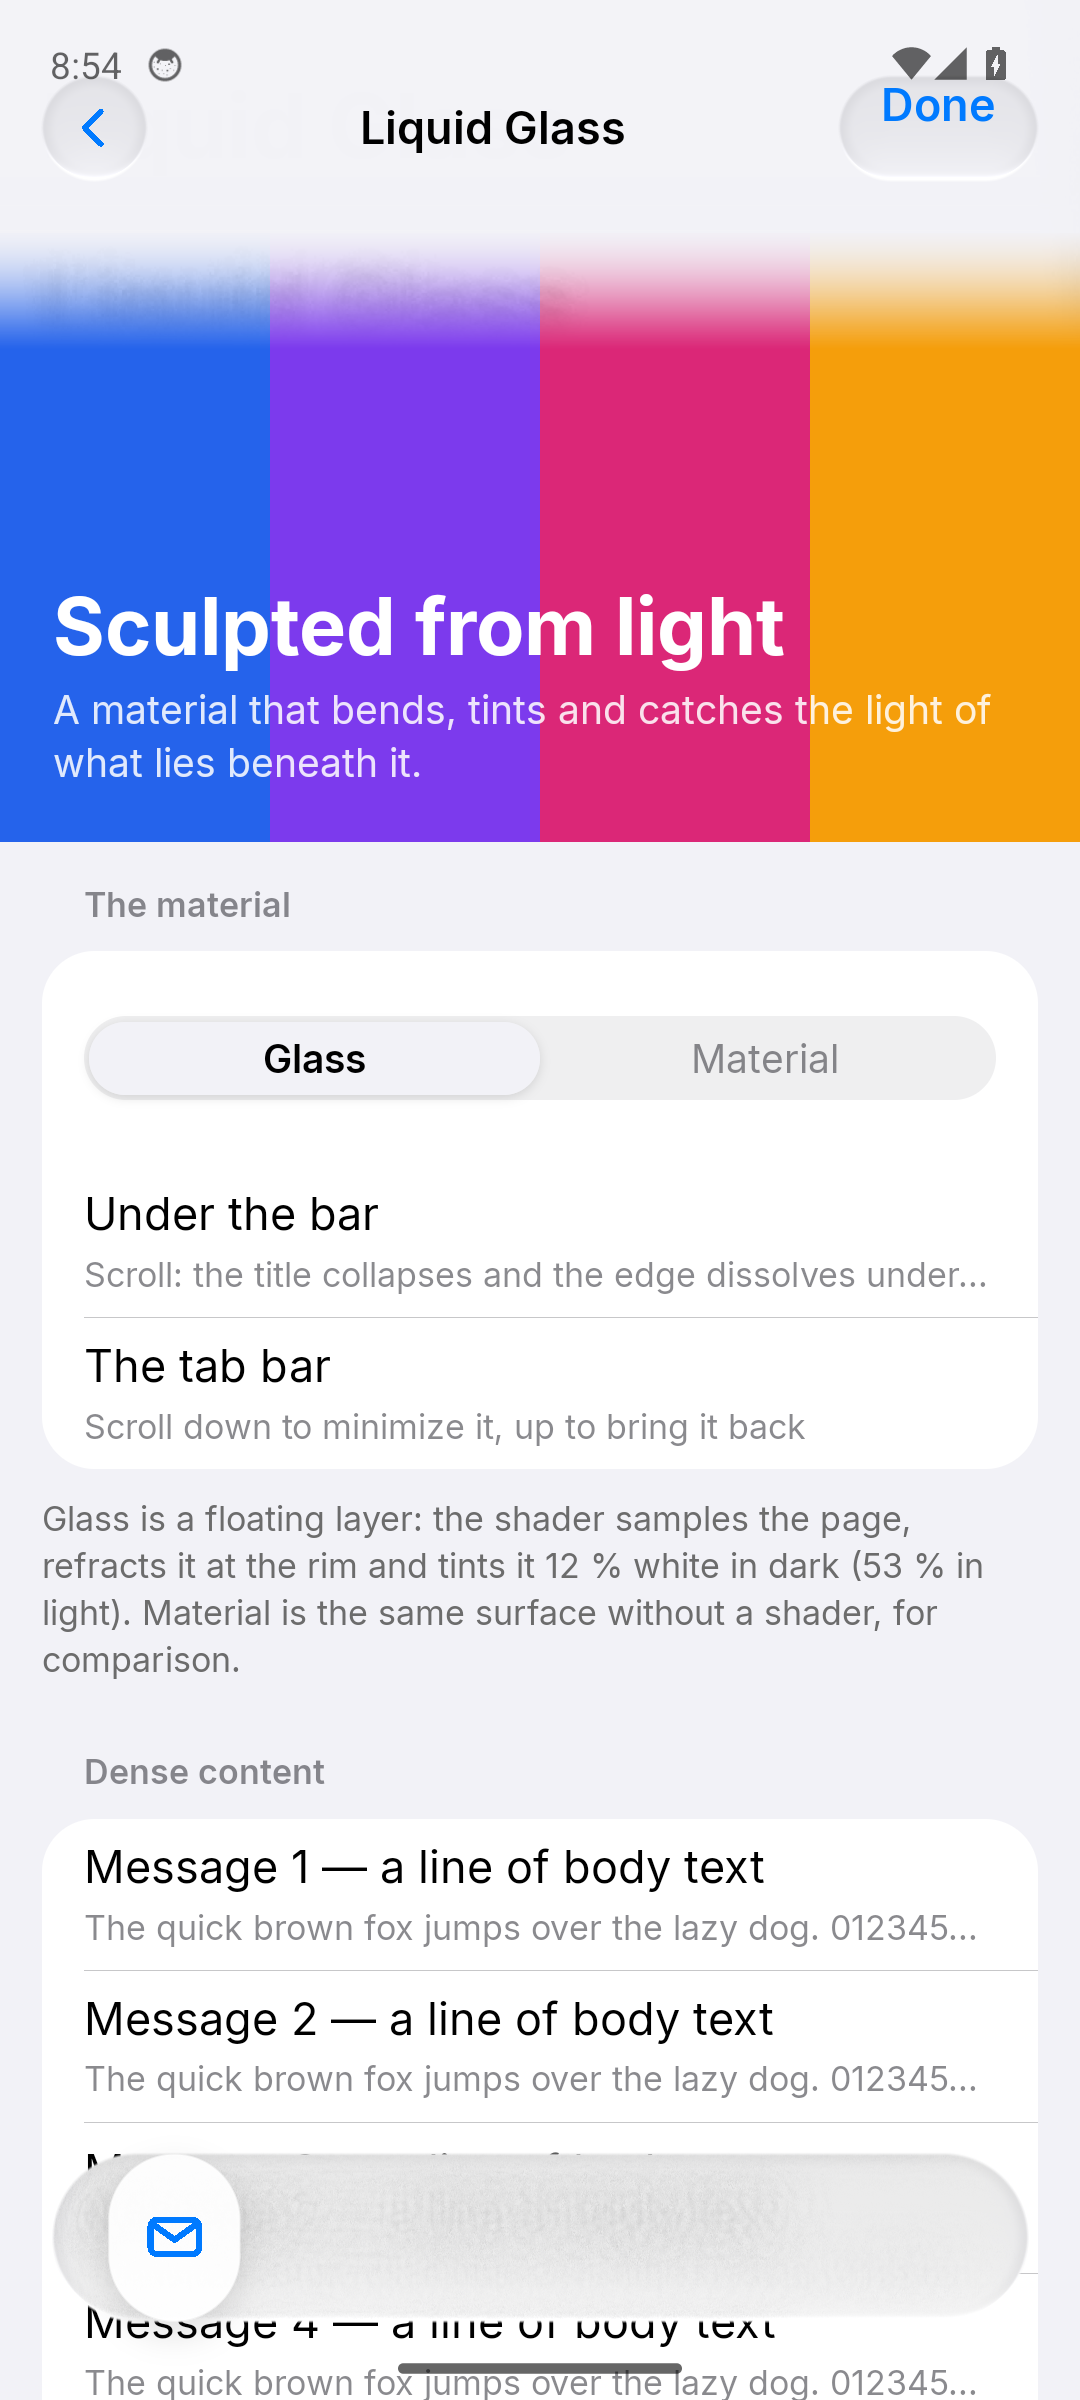 8:54
Liquid Glass
Done
Sculpted from light
A material that bends, tints and catches the light of
what lies beneath it.
The material
Glass
Material
Under the bar
Scroll: the title collapses and the edge dissolves under...
The tab bar
Scroll down to minimize it, up to bring it back
Glass is a floating layer: the shader samples the page,
refracts it at the rim and tints it 12 % white in dark (53 % in
light). Material is the same surface without a shader, for
comparison.
Dense content
Message 1 — a line of body text
The quick brown fox jumps over the lazy dog. 012345...
Message 2 — a line of body text
The quick brown fox jumps over the lazy dog. 012345...
Message 4 — a line of body text
The quick brown fox jumps over the lazy dog. 012345...